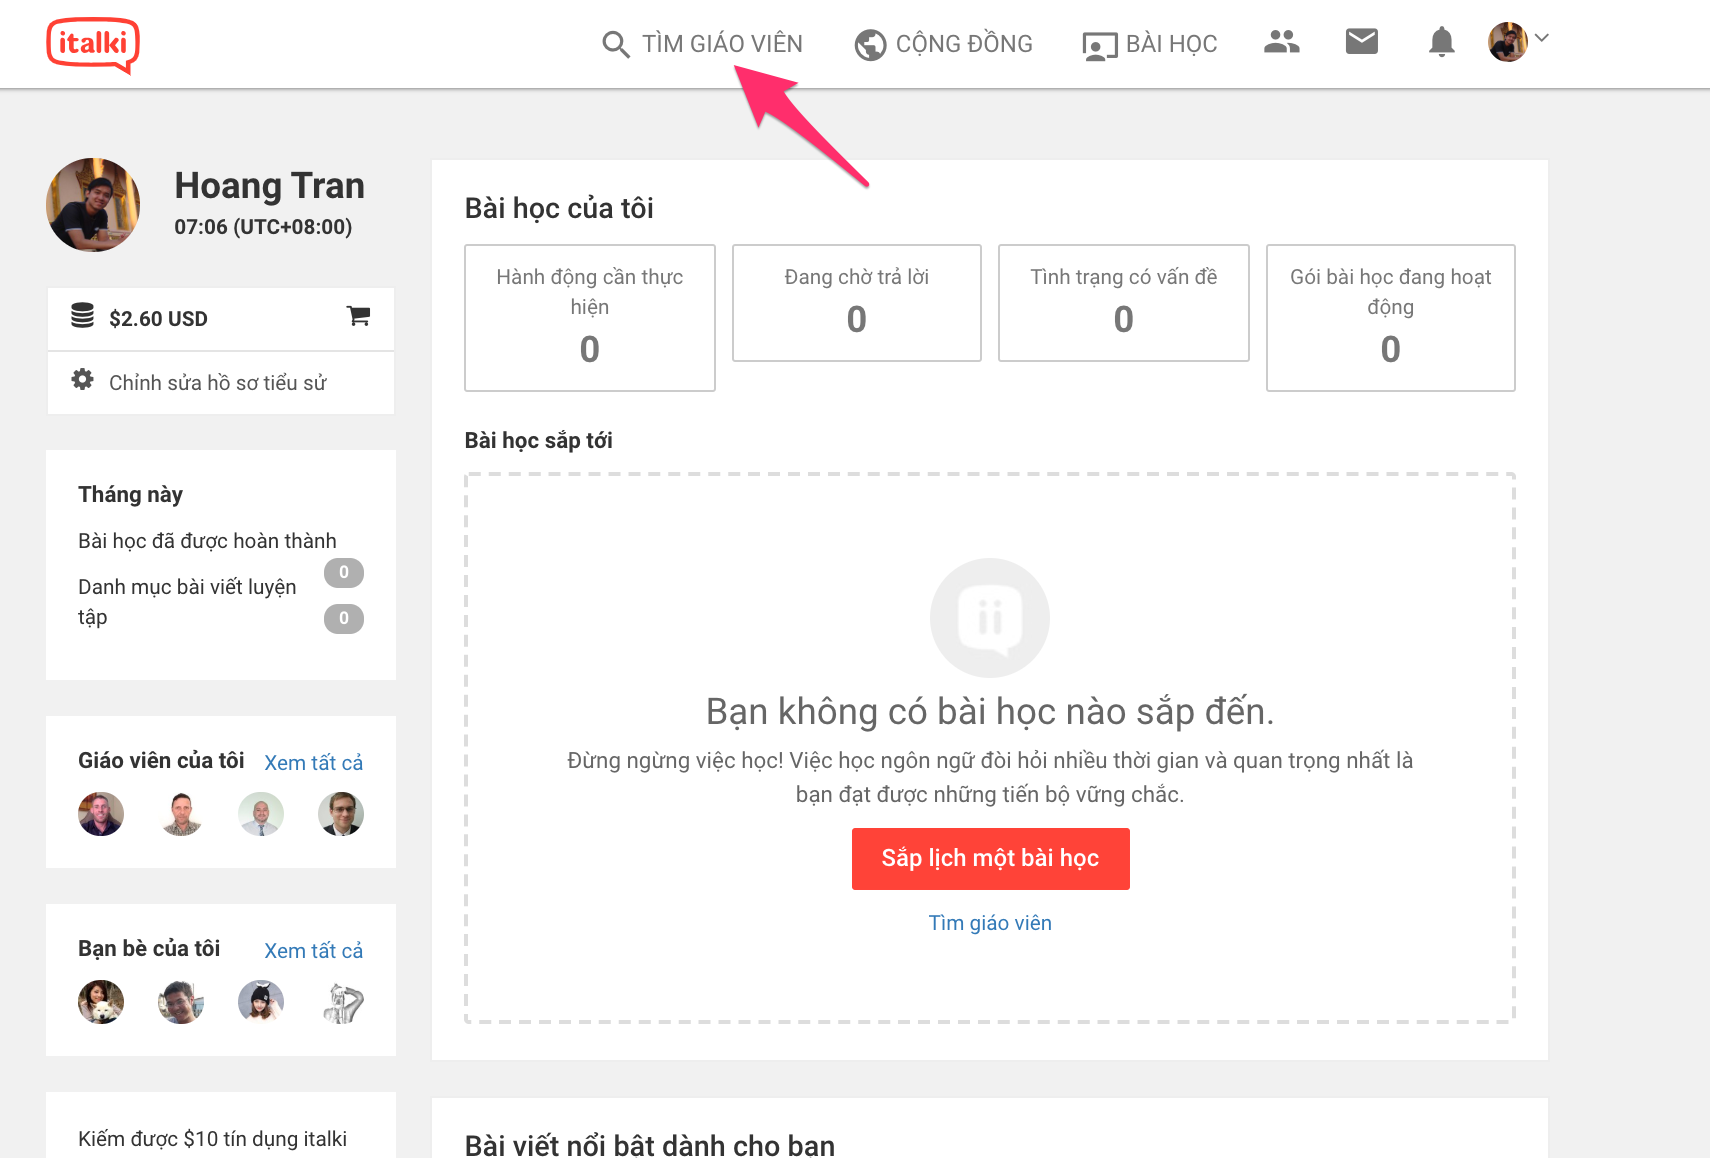 italki
TÌM GIÁO VIÊN
CỘNG ĐỒNG
BÀI HỌC
Hoang Tran
07:06 (UTC+08:00)
$2.60 USD
Chỉnh sửa hồ sơ tiểu sử
Tháng này
Bài học đã được hoàn thành
0
Danh mục bài viết luyện
tập
0
Giáo viên của tôi
Xem tất cả
Bạn bè của tôi
Xem tất cả
Kiếm được $10 tín dụng italki
Bài học của tôi
Hành động cần thực
hiện
0
Đang chờ trả lời
0
Tình trạng có vấn đề
0
Gói bài học đang hoạt
động
0
Bài học sắp tới
Bạn không có bài học nào sắp đến.
Đừng ngừng việc học! Việc học ngôn ngữ đòi hỏi nhiều thời gian và quan trọng nhất là
bạn đạt được những tiến bộ vững chắc.
Sắp lịch một bài học
Tìm giáo viên
Bài viết nổi bật dành cho bạn